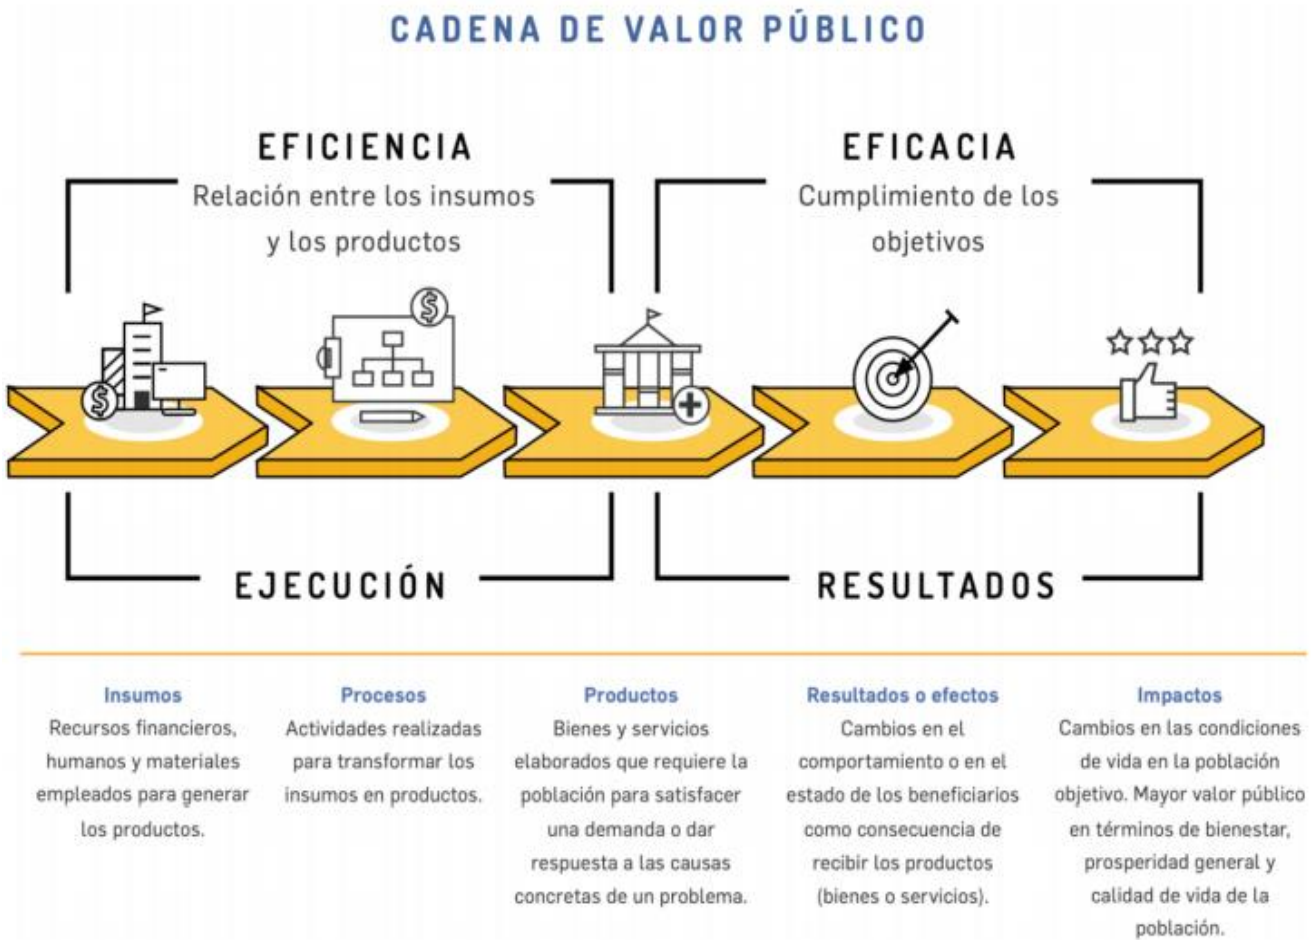 CADENA DE VALOR PÚBLICO
EFICIENCIA
Relación entre los insumos
y los productos
EFICACIA
Cumplimiento de los
objetivos
$
$
EJECUCIÓN
RESULTADOS
Insumos
Recursos financieros,
humanos y materiales
empleados para generar
los productos.
Procesos
Actividades realizadas
para transformar los
insumos en productos.
Productos
Bienes y servicios
elaborados que requiere la
población para satisfacer
una demanda o dar
respuesta a las causas
concretas de un problema.
Resultados o efectos
Cambios en el
comportamiento o en el
estado de los beneficiarios
como consecuencia de
recibir los productos
(bienes o servicios).
Impactos
Cambios en las condiciones
de vida en la población
objetivo. Mayor valor público
en términos de bienestar,
prosperidad general y
calidad de vida de la
población.